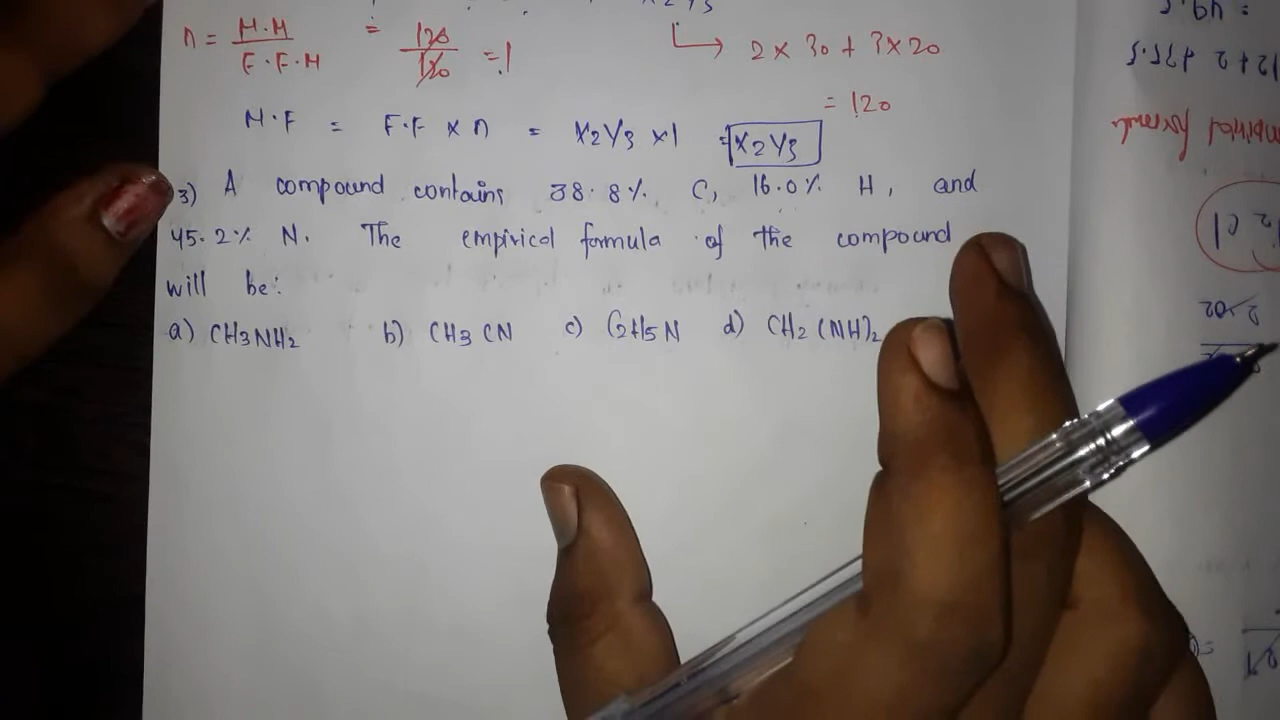 X2Y3
n = M.M / E.F.M = 120 / 120 = 1
2 x 30 + 3 x 20
= 120
M.F = E.F x n = X2Y3 x 1 = X2Y3
3) A compound contains 38.8% C, 16.0% H, and
45.2% N. The empirical formula of the compound
will be:
a) CH3NH2 b) CH3CN c) C2H5N d) CH2(NH)2